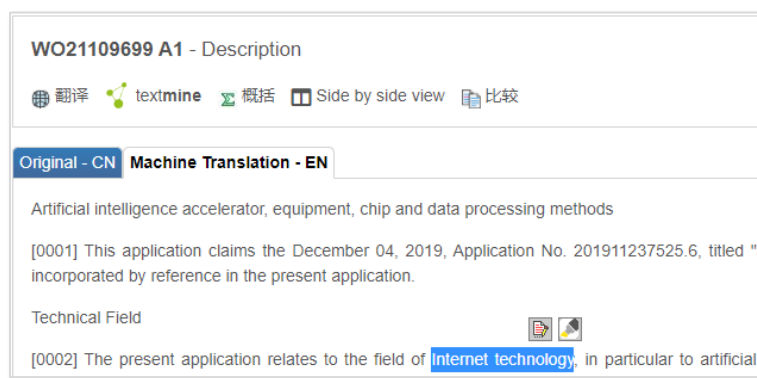 WO21109699 A1 - Description
翻译 textmine 概括 Side by side view 比较
Original - CN Machine Translation - EN
Artificial intelligence accelerator, equipment, chip and data processing methods
[0001] This application claims the December 04, 2019, Application No. 201911237525.6, titled "
incorporated by reference in the present application.
Technical Field
[0002] The present application relates to the field of Internet technology, in particular to artificial